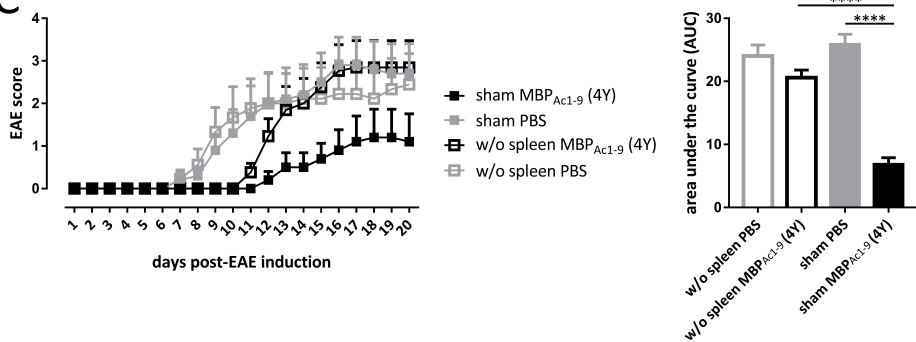 C
****
****
EAE score
4
3
2
1
0
1 2 3 4 5 6 7 8 9 10 11 12 13 14 15 16 17 18 19 20
days post-EAE induction
sham MBPAc1-9 (4Y)
sham PBS
w/o spleen MBPAc1-9 (4Y)
w/o spleen PBS
area under the curve (AUC)
30
20
10
0
w/o spleen PBS
w/o spleen MBPAc1-9 (4Y)
sham PBS
sham MBPAc1-9 (4Y)